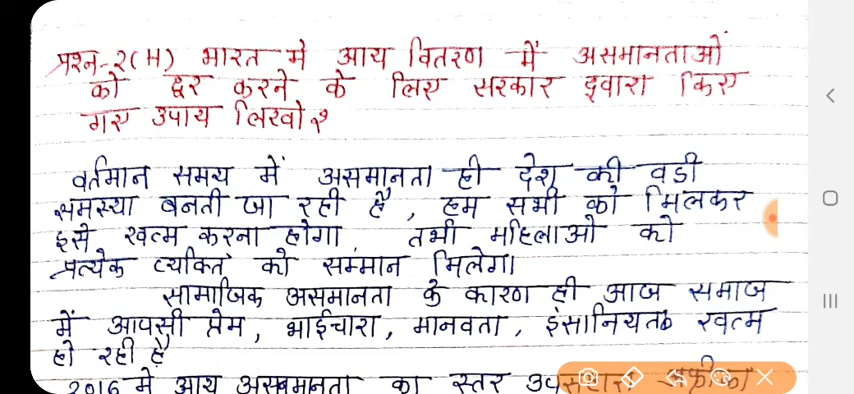 प्रश्न-2(म) भारत मे आय वितरण में असमानताओं
को दूर करने के लिए सरकार द्वारा किए
गए उपाय लिखो ?
वर्तमान समय में असमानता ही देश की बडी
समस्या बनती जा रही है, हम सभी को मिलकर
इसे खत्म करना होगा, तभी महिलाओ को
प्रत्येक व्यक्ति को सम्मान मिलेगा।
सामाजिक असमानता के कारण ही आज समाज
में आपसी प्रेम, भाईचारा, मानवता, इंसानियत खत्म
हो रही है
2016 मे आय असमानता का स्तर